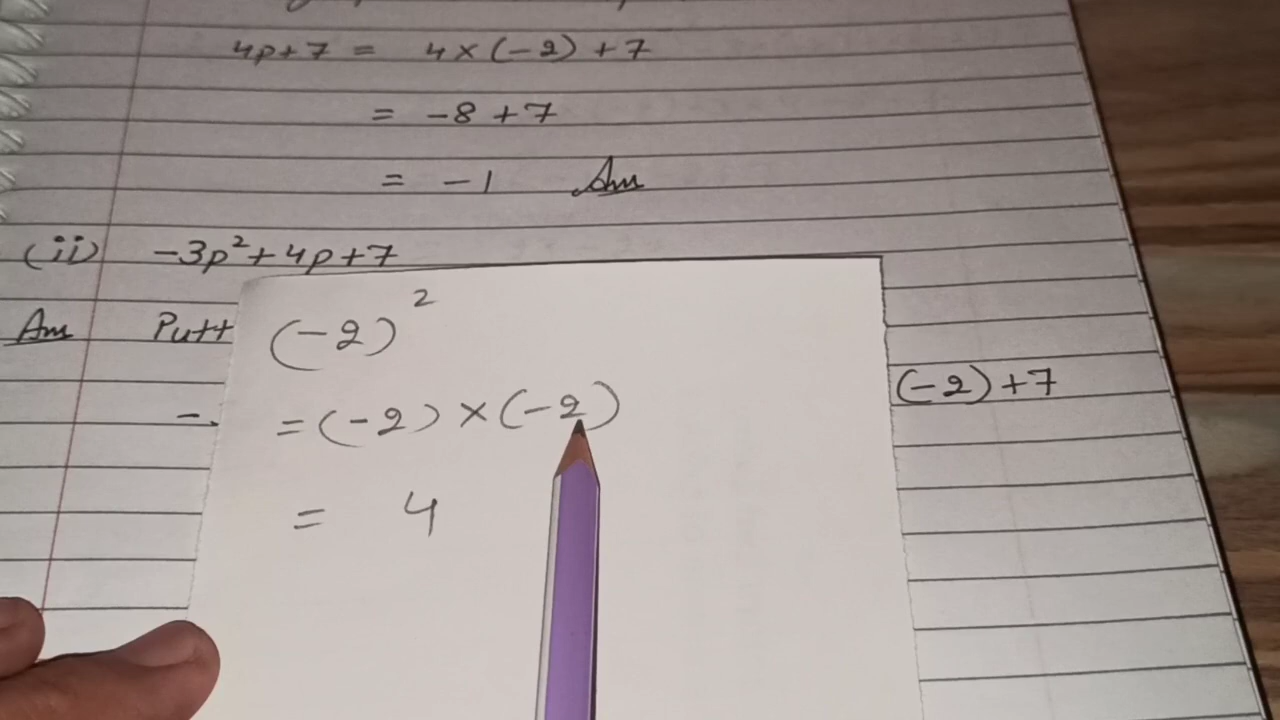 4p+7 = 4×(-2)+7
= -8+7
= -1 Ans
(ii) -3p²+4p+7
Ans Putt
- (-2)+7
(-2)²
=(-2)×(-2)
= 4